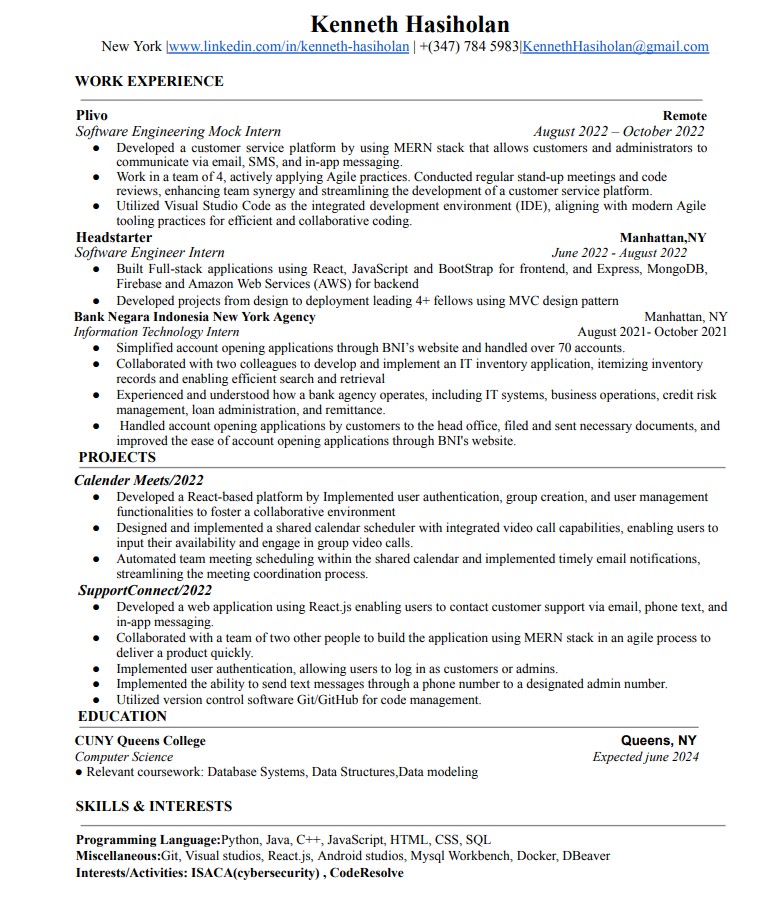 Kenneth Hasiholan
New York |www.linkedin.com/in/kenneth-hasiholan | +(347) 784 5983|KennethHasiholan@gmail.com
WORK EXPERIENCE
Plivo Remote
Software Engineering Mock Intern August 2022 – October 2022
● Developed a customer service platform by using MERN stack that allows customers and administrators to
communicate via email, SMS, and in-app messaging.
● Work in a team of 4, actively applying Agile practices. Conducted regular stand-up meetings and code
reviews, enhancing team synergy and streamlining the development of a customer service platform.
● Utilized Visual Studio Code as the integrated development environment (IDE), aligning with modern Agile
tooling practices for efficient and collaborative coding.
Headstarter Manhattan,NY
Software Engineer Intern June 2022 - August 2022
● Built Full-stack applications using React, JavaScript and BootStrap for frontend, and Express, MongoDB,
Firebase and Amazon Web Services (AWS) for backend
● Developed projects from design to deployment leading 4+ fellows using MVC design pattern
Bank Negara Indonesia New York Agency Manhattan, NY
Information Technology Intern August 2021- October 2021
● Simplified account opening applications through BNI’s website and handled over 70 accounts.
● Collaborated with two colleagues to develop and implement an IT inventory application, itemizing inventory
records and enabling efficient search and retrieval
● Experienced and understood how a bank agency operates, including IT systems, business operations, credit risk
management, loan administration, and remittance.
● Handled account opening applications by customers to the head office, filed and sent necessary documents, and
improved the ease of account opening applications through BNI's website.
PROJECTS
Calender Meets/2022
● Developed a React-based platform by Implemented user authentication, group creation, and user management
functionalities to foster a collaborative environment
● Designed and implemented a shared calendar scheduler with integrated video call capabilities, enabling users to
input their availability and engage in group video calls.
● Automated team meeting scheduling within the shared calendar and implemented timely email notifications,
streamlining the meeting coordination process.
SupportConnect/2022
● Developed a web application using React.js enabling users to contact customer support via email, phone text, and
in-app messaging.
● Collaborated with a team of two other people to build the application using MERN stack in an agile process to
deliver a product quickly.
● Implemented user authentication, allowing users to log in as customers or admins.
● Implemented the ability to send text messages through a phone number to a designated admin number.
● Utilized version control software Git/GitHub for code management.
EDUCATION
CUNY Queens College Queens, NY
Computer Science Expected june 2024
● Relevant coursework: Database Systems, Data Structures,Data modeling
SKILLS & INTERESTS
Programming Language:Python, Java, C++, JavaScript, HTML, CSS, SQL
Miscellaneous:Git, Visual studios, React.js, Android studios, Mysql Workbench, Docker, DBeaver
Interests/Activities: ISACA(cybersecurity) , CodeResolve